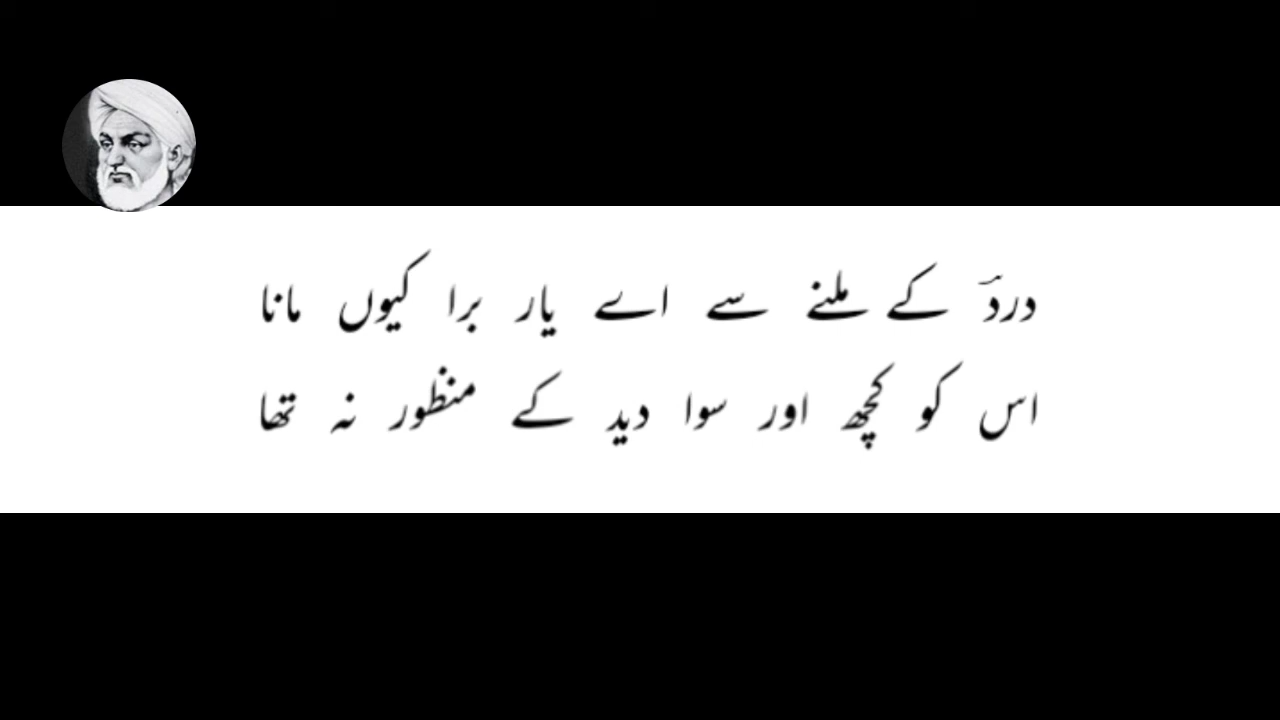 دردؔ کے ملنے سے اے یار برا کیوں مانا
اس کو کچھ اور سوا دید کے منظور نہ تھا